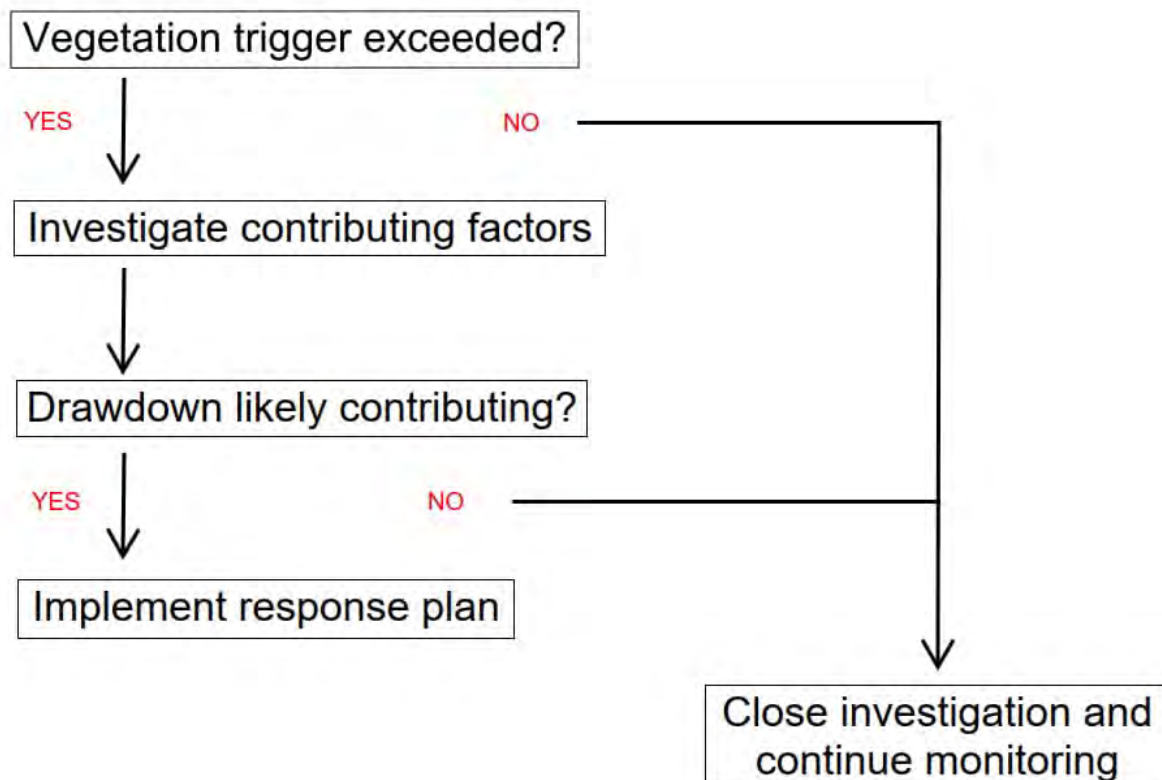 Vegetation trigger exceeded?
YES
NO
Investigate contributing factors
Drawdown likely contributing?
YES
NO
Implement response plan
Close investigation and
continue monitoring